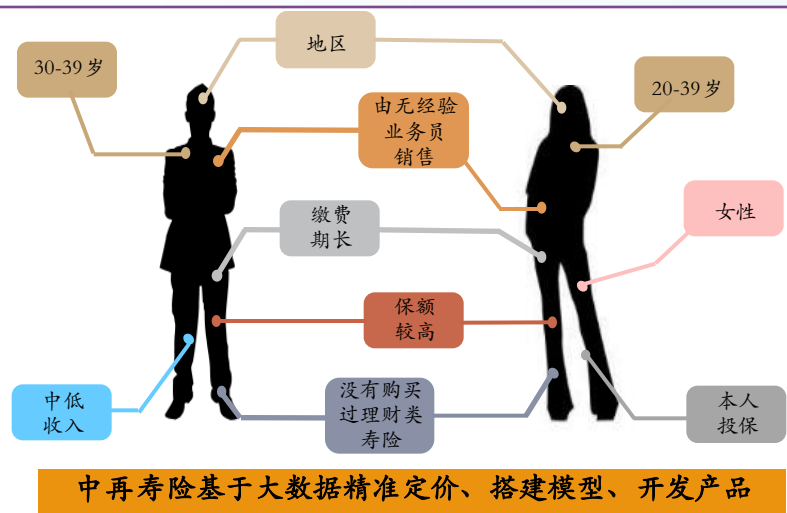 地区
30-39岁
20-39岁
由无经验
业务员
销售
女性
缴费
期长
保额
较高
中低
收入
没有购买
过理财类
寿险
本人
投保
中再寿险基于大数据精准定价、搭建模型、开发产品